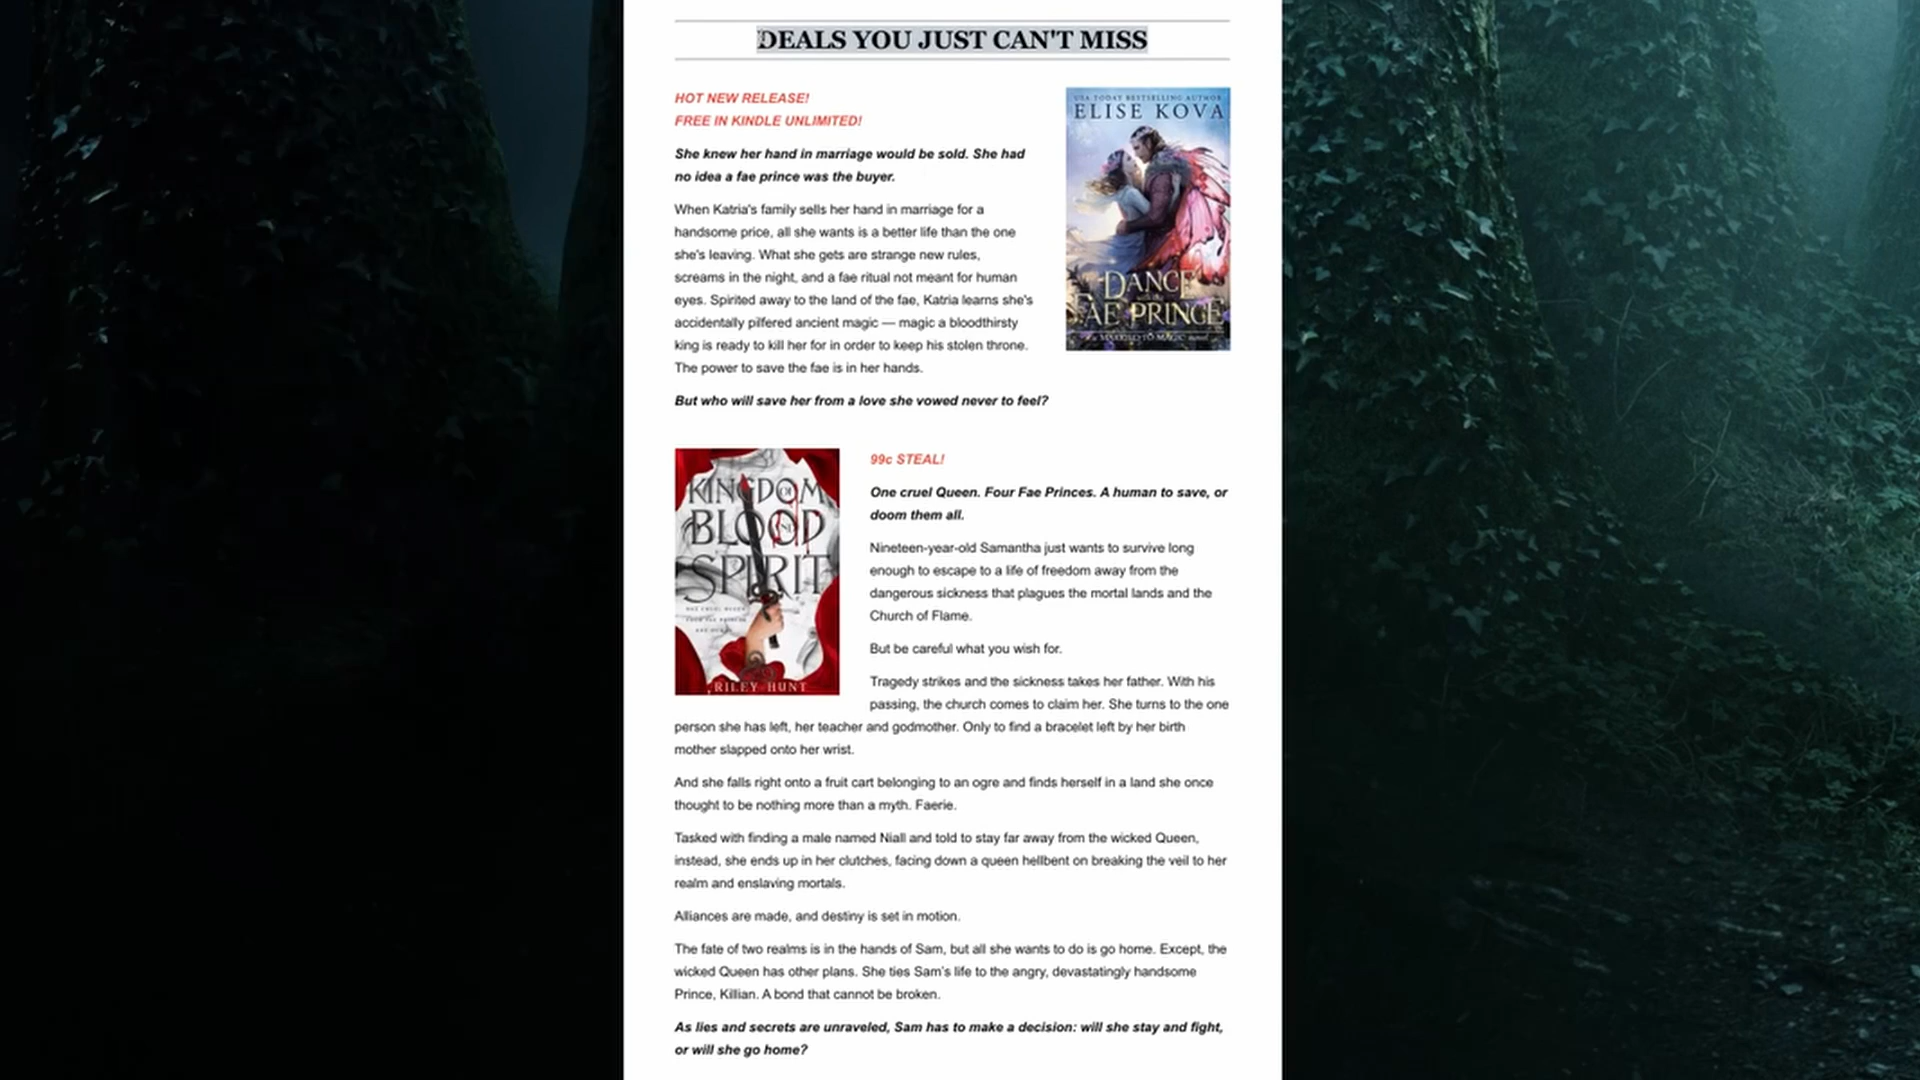 DEALS YOU JUST CAN'T MISS
HOT NEW RELEASE!
FREE IN KINDLE UNLIMITED!
She knew her hand in marriage would be sold. She had
no idea a fae prince was the buyer.
When Katria's family sells her hand in marriage for a
handsome price, all she wants is a better life than the one
she's leaving. What she gets are strange new rules,
screams in the night, and a fae ritual not meant for human
eyes. Spirited away to the land of the fae, Katria learns she's
accidentally pilfered ancient magic — magic a bloodthirsty
king is ready to kill her for in order to keep his stolen throne.
The power to save the fae is in her hands.
But who will save her from a love she vowed never to feel?
USA TODAY BESTSELLING AUTHOR
ELISE KOVA
DANCE
FAE PRINCE
a MARRIED TO MAGIC novel
KINGDOM OF
BLOOD AND
SPIRIT
ONE CRUEL QUEEN
FOUR FAE PRINCES
RILEY HUNT
99c STEAL!
One cruel Queen. Four Fae Princes. A human to save, or
doom them all.
Nineteen-year-old Samantha just wants to survive long
enough to escape to a life of freedom away from the
dangerous sickness that plagues the mortal lands and the
Church of Flame.
But be careful what you wish for.
Tragedy strikes and the sickness takes her father. With his
passing, the church comes to claim her. She turns to the one
person she has left, her teacher and godmother. Only to find a bracelet left by her birth
mother slapped onto her wrist.
And she falls right onto a fruit cart belonging to an ogre and finds herself in a land she once
thought to be nothing more than a myth. Faerie.
Tasked with finding a male named Niall and told to stay far away from the wicked Queen,
instead, she ends up in her clutches, facing down a queen hellbent on breaking the veil to her
realm and enslaving mortals.
Alliances are made, and destiny is set in motion.
The fate of two realms is in the hands of Sam, but all she wants to do is go home. Except, the
wicked Queen has other plans. She ties Sam's life to the angry, devastatingly handsome
Prince, Killian. A bond that cannot be broken.
As lies and secrets are unraveled, Sam has to make a decision: will she stay and fight,
or will she go home?